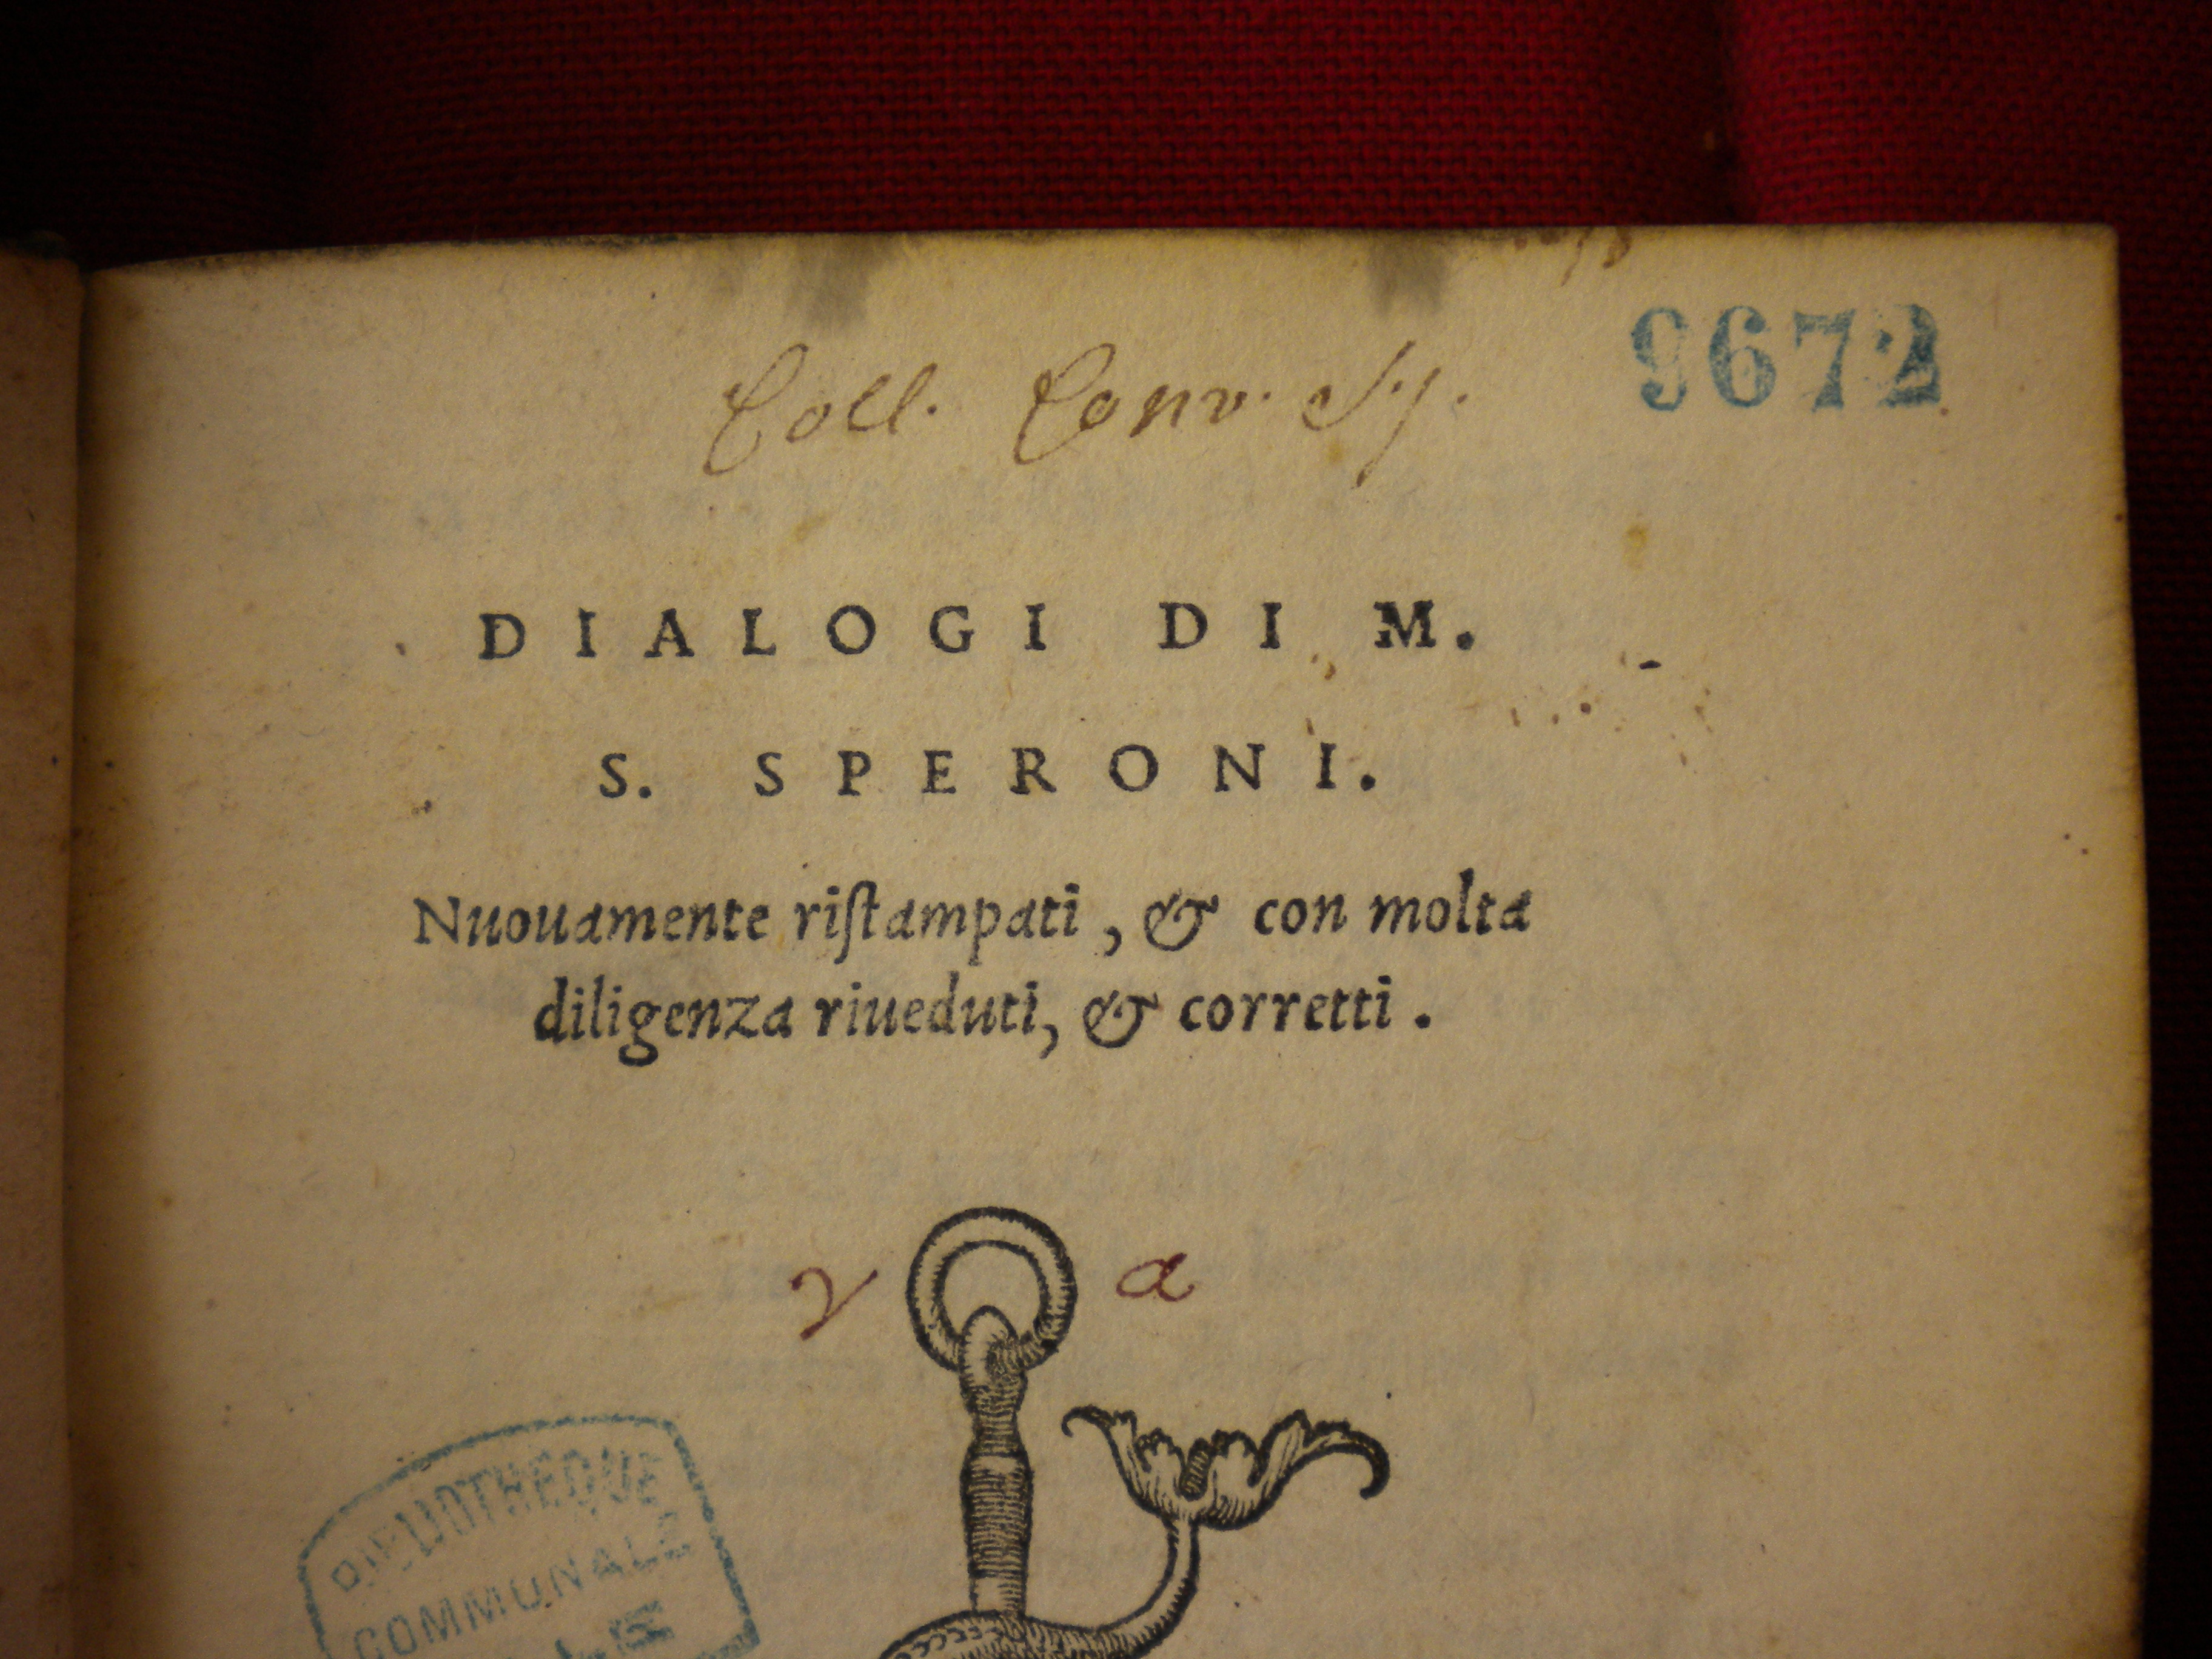 9672
Coll. Conv.
DIALOGI DI M.
S. SPERONI.
Nuouamente riſtampati, & con molta
diligenza riueduti, & corretti.
γ a
BIBLIOTHEQUE
COMMUNALE